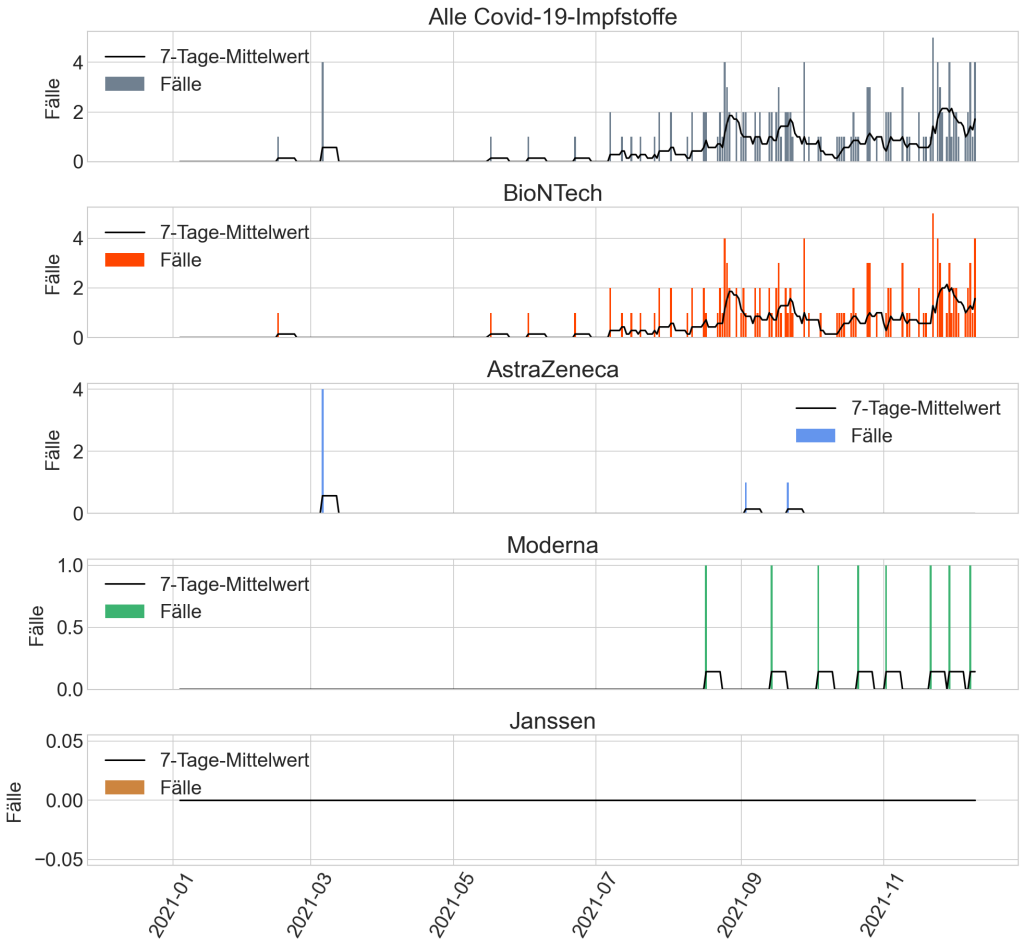 Alle Covid-19-Impfstoffe
7-Tage-Mittelwert
Fälle
Fälle
4
2
0
BioNTech
7-Tage-Mittelwert
Fälle
Fälle
4
2
0
AstraZeneca
7-Tage-Mittelwert
Fälle
Fälle
4
2
0
Moderna
7-Tage-Mittelwert
Fälle
Fälle
1.0
0.5
0.0
Janssen
7-Tage-Mittelwert
Fälle
Fälle
0.05
0.00
−0.05
2021-01
2021-03
2021-05
2021-07
2021-09
2021-11